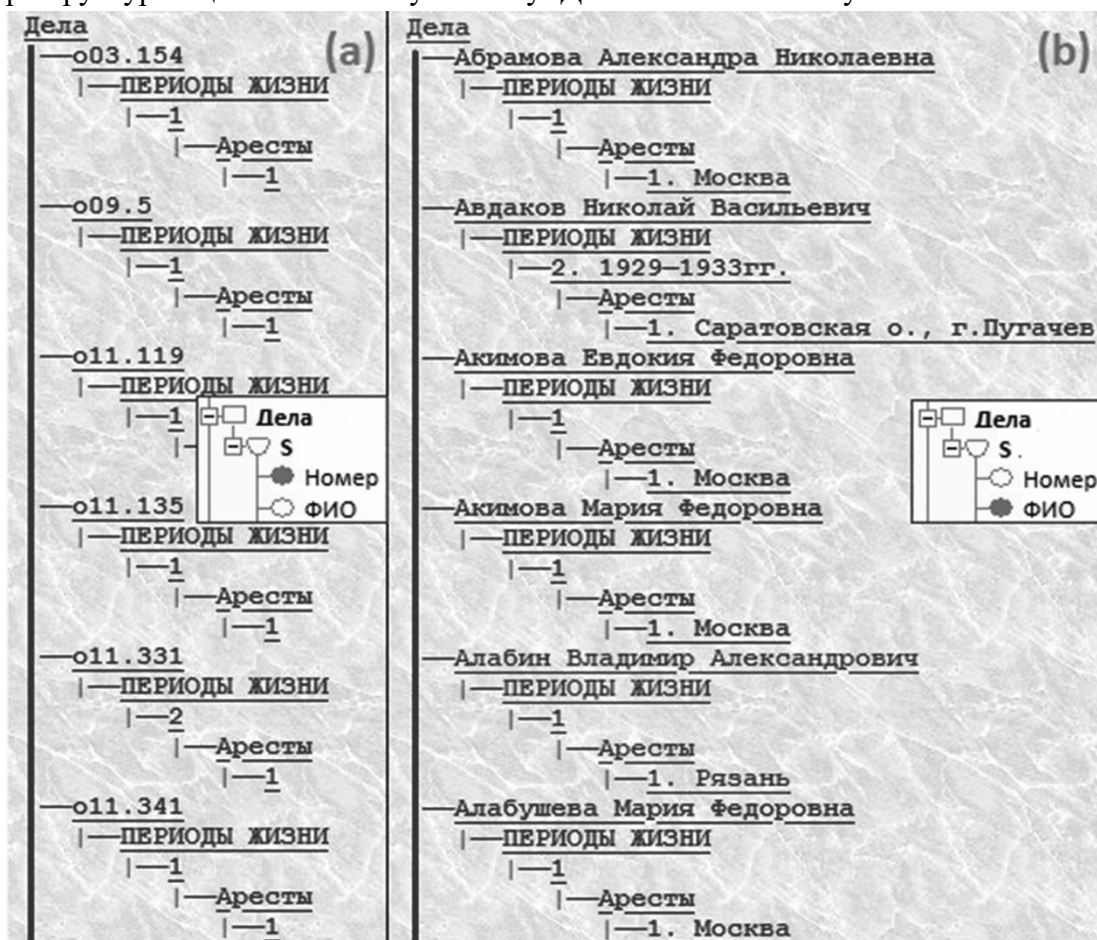 Дела
(a)
о03.154
ПЕРИОДЫ ЖИЗНИ
1
Аресты
1
о09.5
ПЕРИОДЫ ЖИЗНИ
1
Аресты
1
о11.119
ПЕРИОДЫ ЖИЗНИ
1
о11.135
ПЕРИОДЫ ЖИЗНИ
1
Аресты
1
о11.331
ПЕРИОДЫ ЖИЗНИ
2
Аресты
1
о11.341
ПЕРИОДЫ ЖИЗНИ
1
Аресты
1
Дела
S
Номер
ФИО
Дела
(b)
Абрамова Александра Николаевна
ПЕРИОДЫ ЖИЗНИ
1
Аресты
1. Москва
Авдаков Николай Васильевич
ПЕРИОДЫ ЖИЗНИ
2. 1929–1933гг.
Аресты
1. Саратовская о., г.Пугачев
Акимова Евдокия Федоровна
ПЕРИОДЫ ЖИЗНИ
1
Аресты
1. Москва
Акимова Мария Федоровна
ПЕРИОДЫ ЖИЗНИ
1
Аресты
1. Москва
Алабин Владимир Александрович
ПЕРИОДЫ ЖИЗНИ
1
Аресты
1. Рязань
Алабушева Мария Федоровна
ПЕРИОДЫ ЖИЗНИ
1
Аресты
1. Москва
Дела
S .
Номер
ФИО